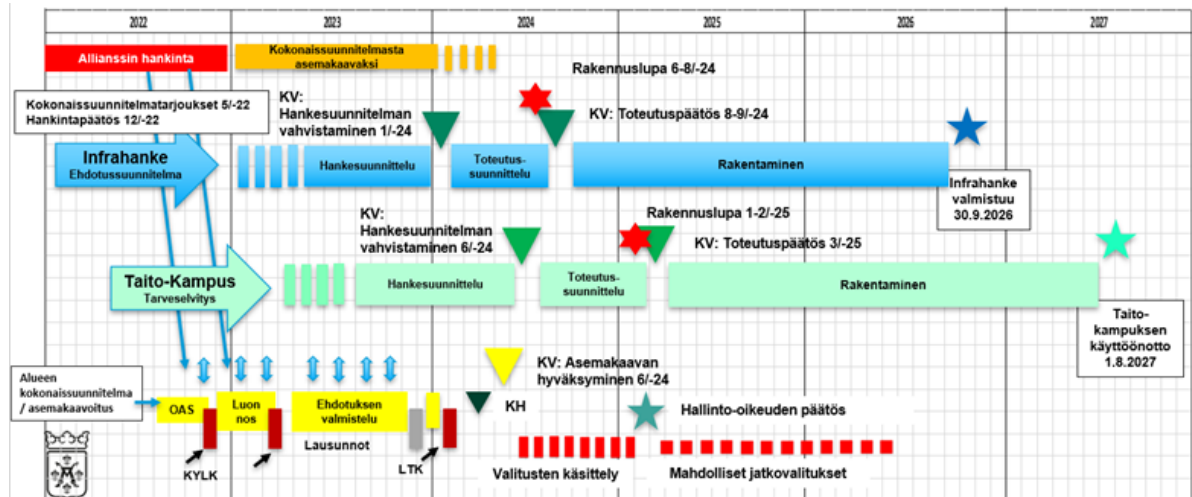 2022
2023
2024
2025
2026
2027
Allianssin hankinta
Kokonaissuunnitelmasta
asemakaavaksi
Kokonaissuunnitelmatarjoukset 5/-22
Hankintapäätös 12/-22
KV:
Hankesuunnitelman
vahvistaminen 1/-24
Rakennuslupa 6-8/-24
KV: Toteutuspäätös 8-9/-24
Infrahanke
Ehdotussuunnitelma
Hankesuunnittelu
Toteutus-
suunnittelu
Rakentaminen
Infrahanke
valmistuu
30.9.2026
KV:
Hankesuunnitelman
vahvistaminen 6/-24
Rakennuslupa 1-2/-25
KV: Toteutuspäätös 3/-25
Taito-Kampus
Tarveselvitys
Hankesuunnittelu
Toteutus-
suunnittelu
Rakentaminen
Taito-
kampuksen
käyttöönotto
1.8.2027
KV: Asemakaavan
hyväksyminen 6/-24
Alueen
kokonaissuunnitelma
/ asemakaavoitus
OAS
Luon
nos
Ehdotuksen
valmistelu
KH
Hallinto-oikeuden päätös
Lausunnot
KYLK
LTK
Valitusten käsittely
Mahdolliset jatkovalitukset